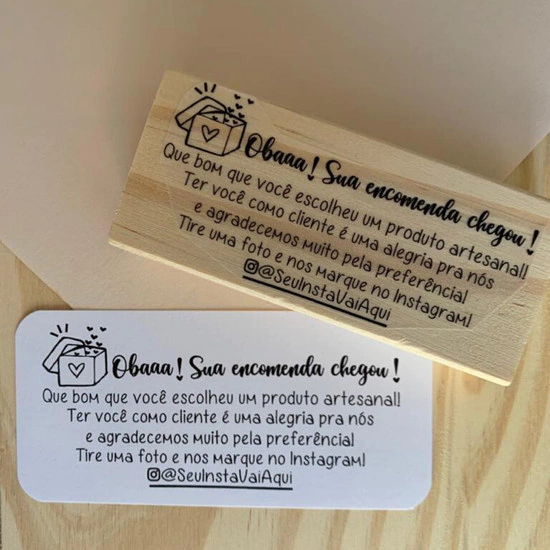 Obaaa! Sua encomenda chegou!
Que bom que você escolheu um produto artesanal!
Ter você como cliente é uma alegria pra nós
e agradecemos muito pela preferência!
Tire uma foto e nos marque no Instagram!
@SeuInstaVaiAqui
Obaaa! Sua encomenda chegou!
Que bom que você escolheu um produto artesanal!
Ter você como cliente é uma alegria pra nós
e agradecemos muito pela preferência!
Tire uma foto e nos marque no Instagram!
@SeuInstaVaiAqui